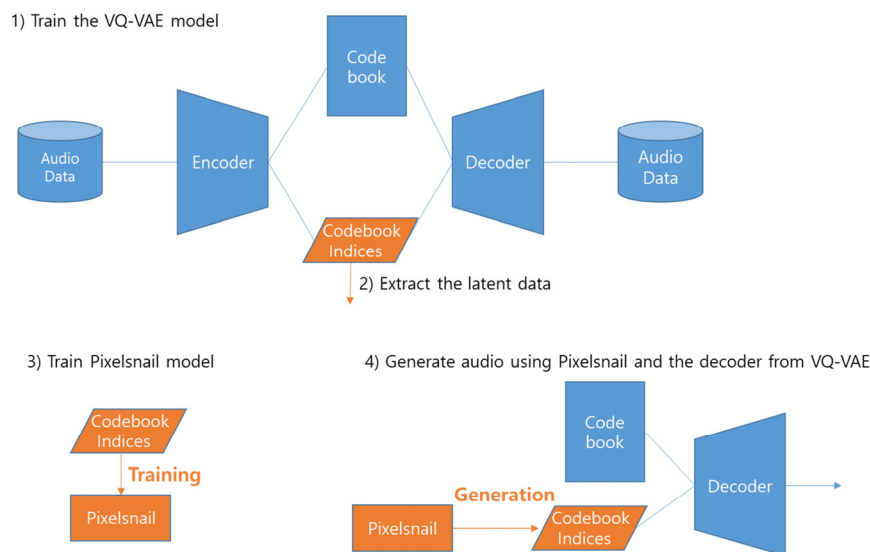 1) Train the VQ-VAE model
Code
book
Audio
Data
Encoder
Decoder
Audio
Data
Codebook
Indices
2) Extract the latent data
3) Train Pixelsnail model
4) Generate audio using Pixelsnail and the decoder from VQ-VAE
Codebook
Indices
Training
Pixelsnail
Code
book
Decoder
Generation
Pixelsnail
Codebook
Indices